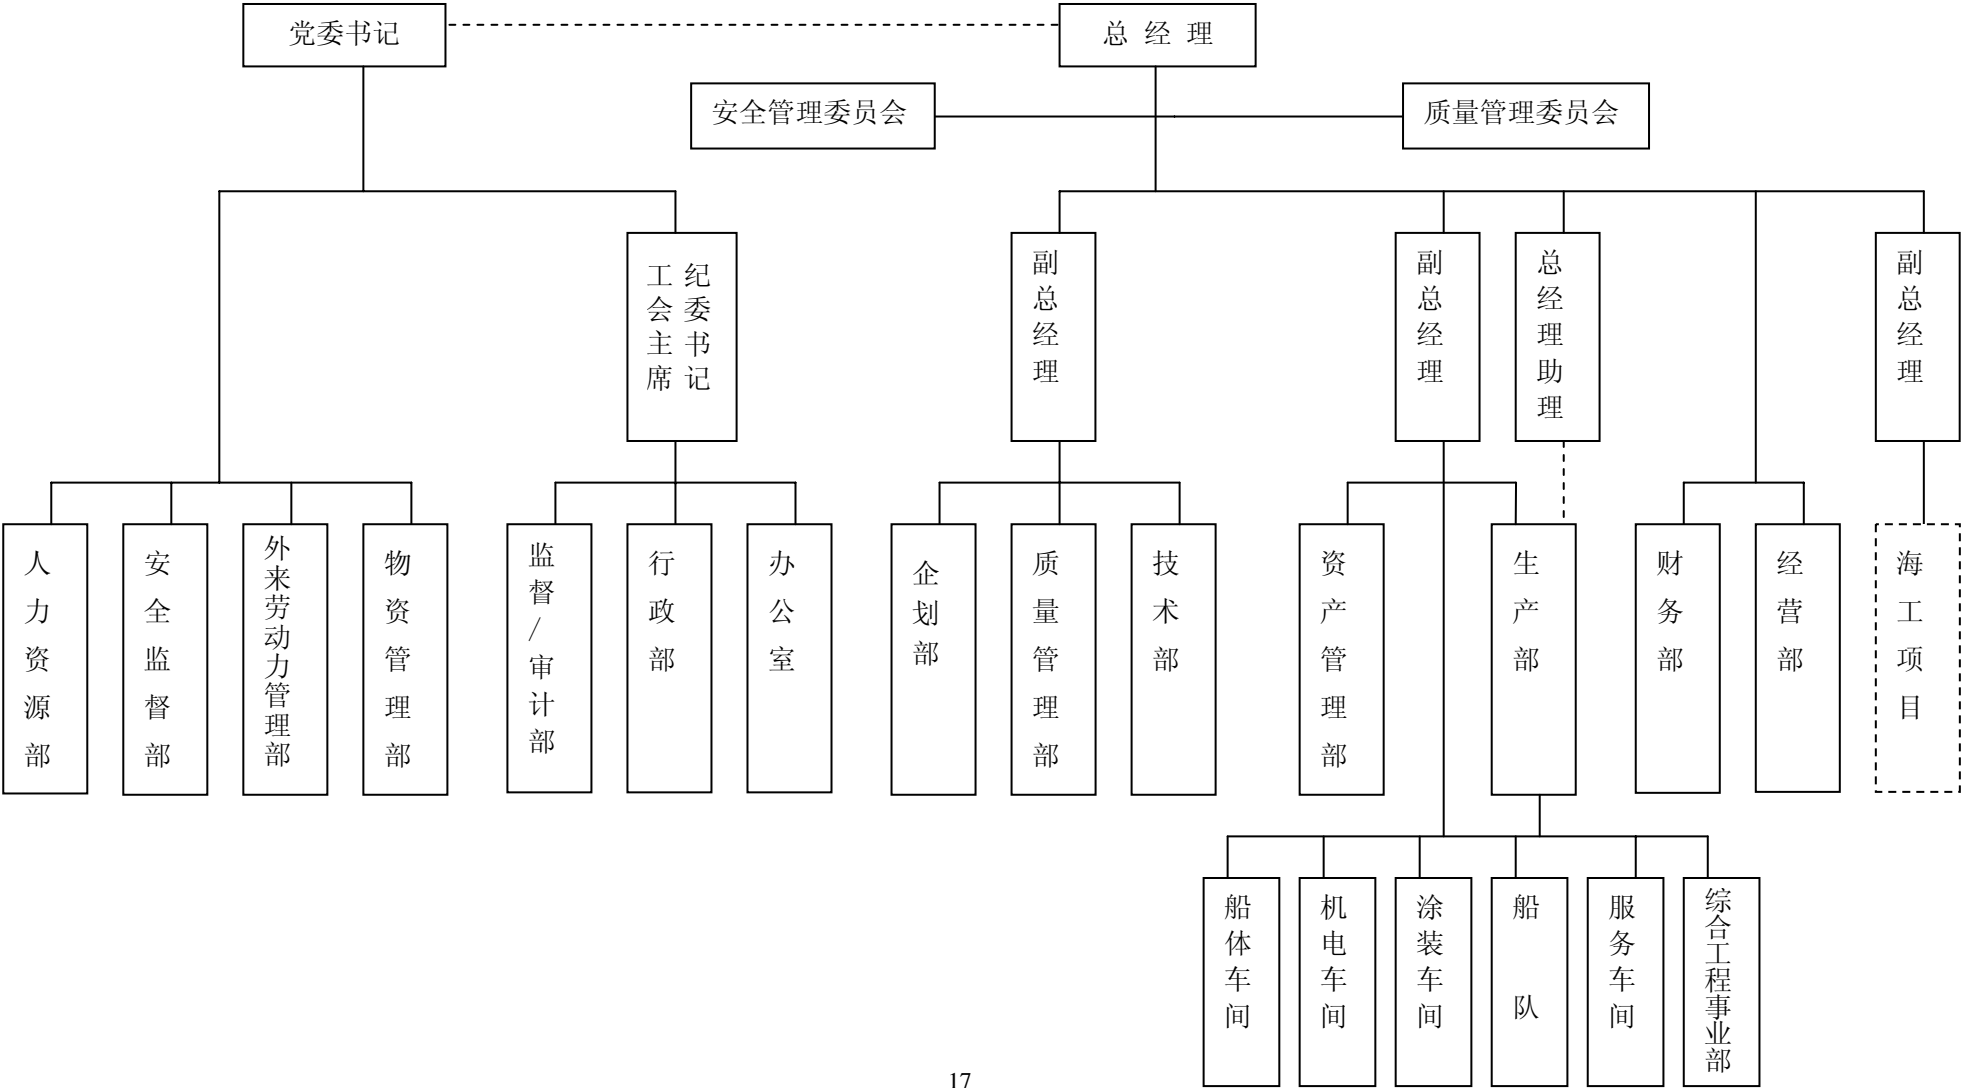 党委书记
总 经 理
安全管理委员会
质量管理委员会
纪委书记
工会主席
副总经理
副总经理
总经理助理
副总经理
人力资源部
安全监督部
外来劳动力管理部
物资管理部
监督/审计部
行政部
办公室
企划部
质量管理部
技术部
资产管理部
生产部
财务部
经营部
海工项目
船体车间
机电车间
涂装车间
船队
服务车间
综合工程事业部
17